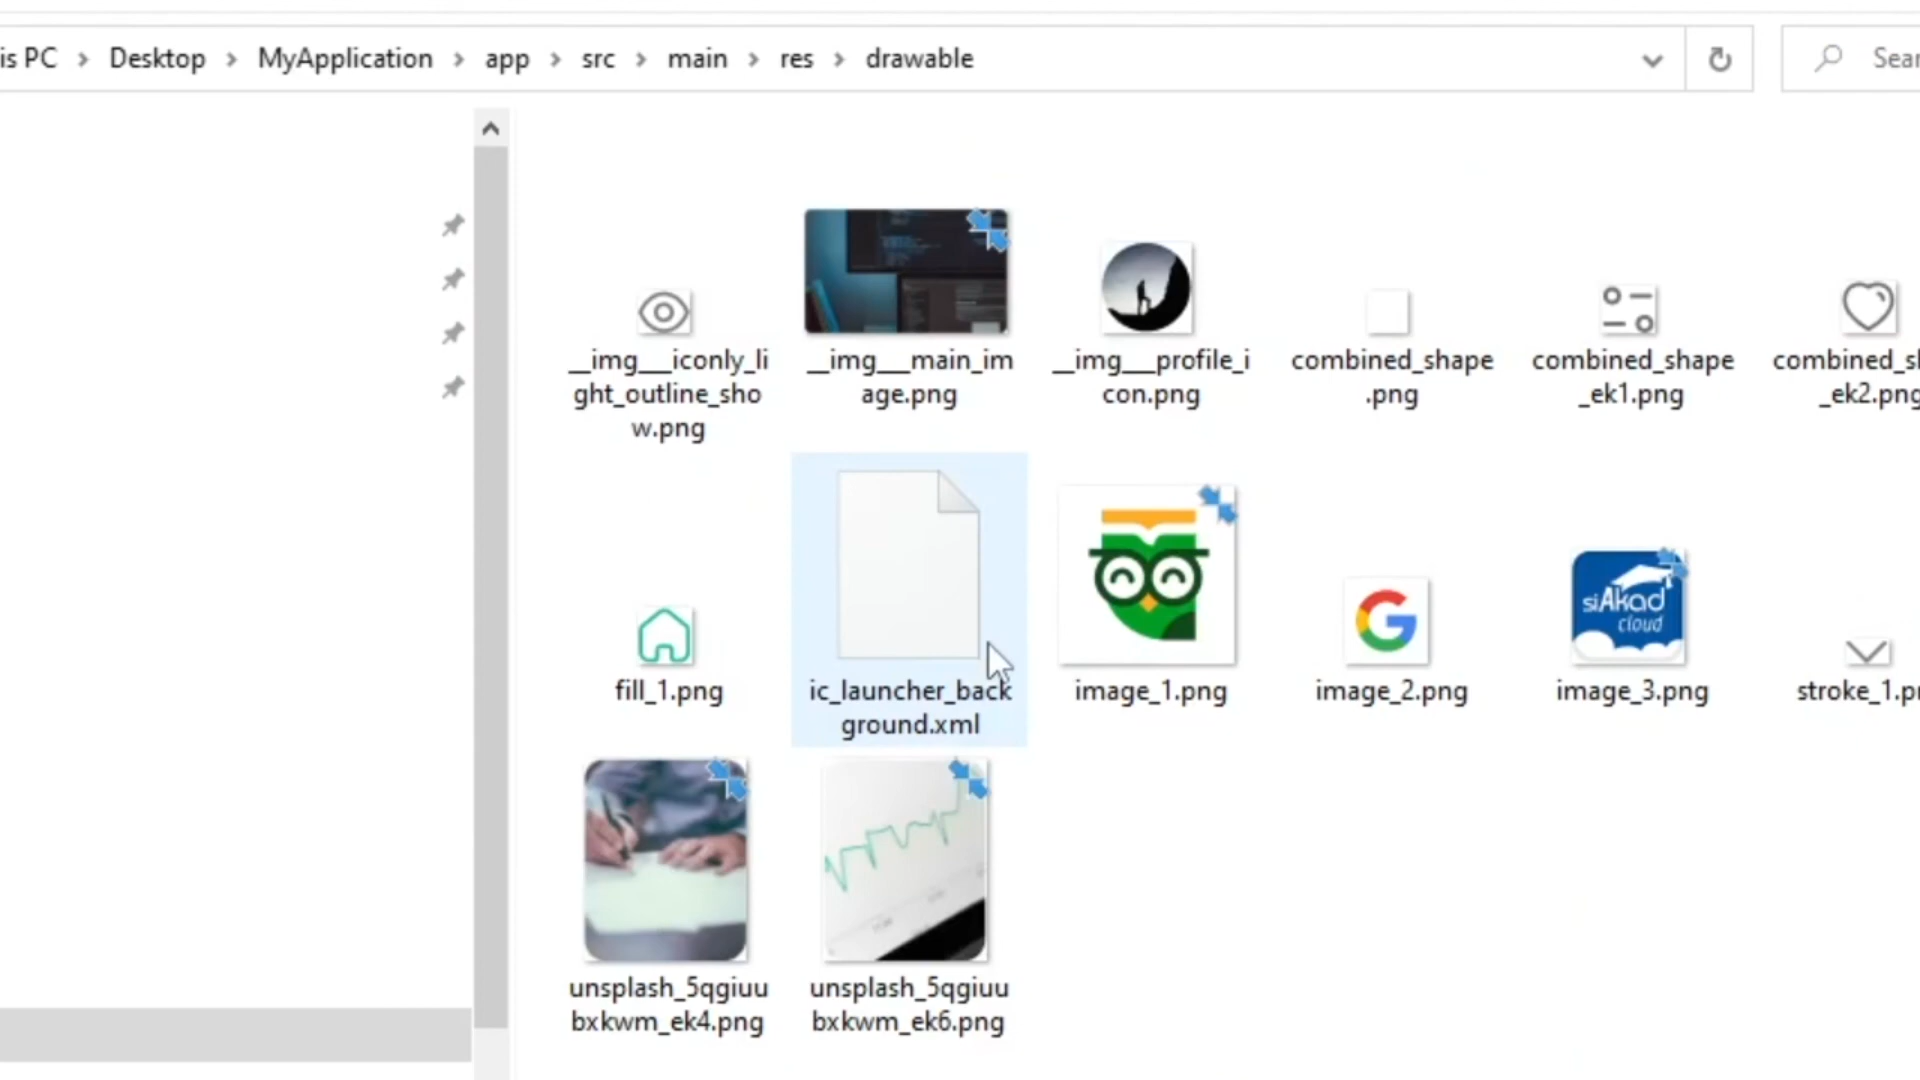 is PC > Desktop > MyApplication > app > src > main > res > drawable
Sear
__img__iconly_li
ght_outline_sho
w.png
__img__main_im
age.png
__img__profile_i
con.png
combined_shape
.png
combined_shape
_ek1.png
combined_sh
_ek2.png
siAkad
cloud
fill_1.png
ic_launcher_back
ground.xml
image_1.png
image_2.png
image_3.png
stroke_1.p
unsplash_5qgiuu
bxkwm_ek4.png
unsplash_5qgiuu
bxkwm_ek6.png